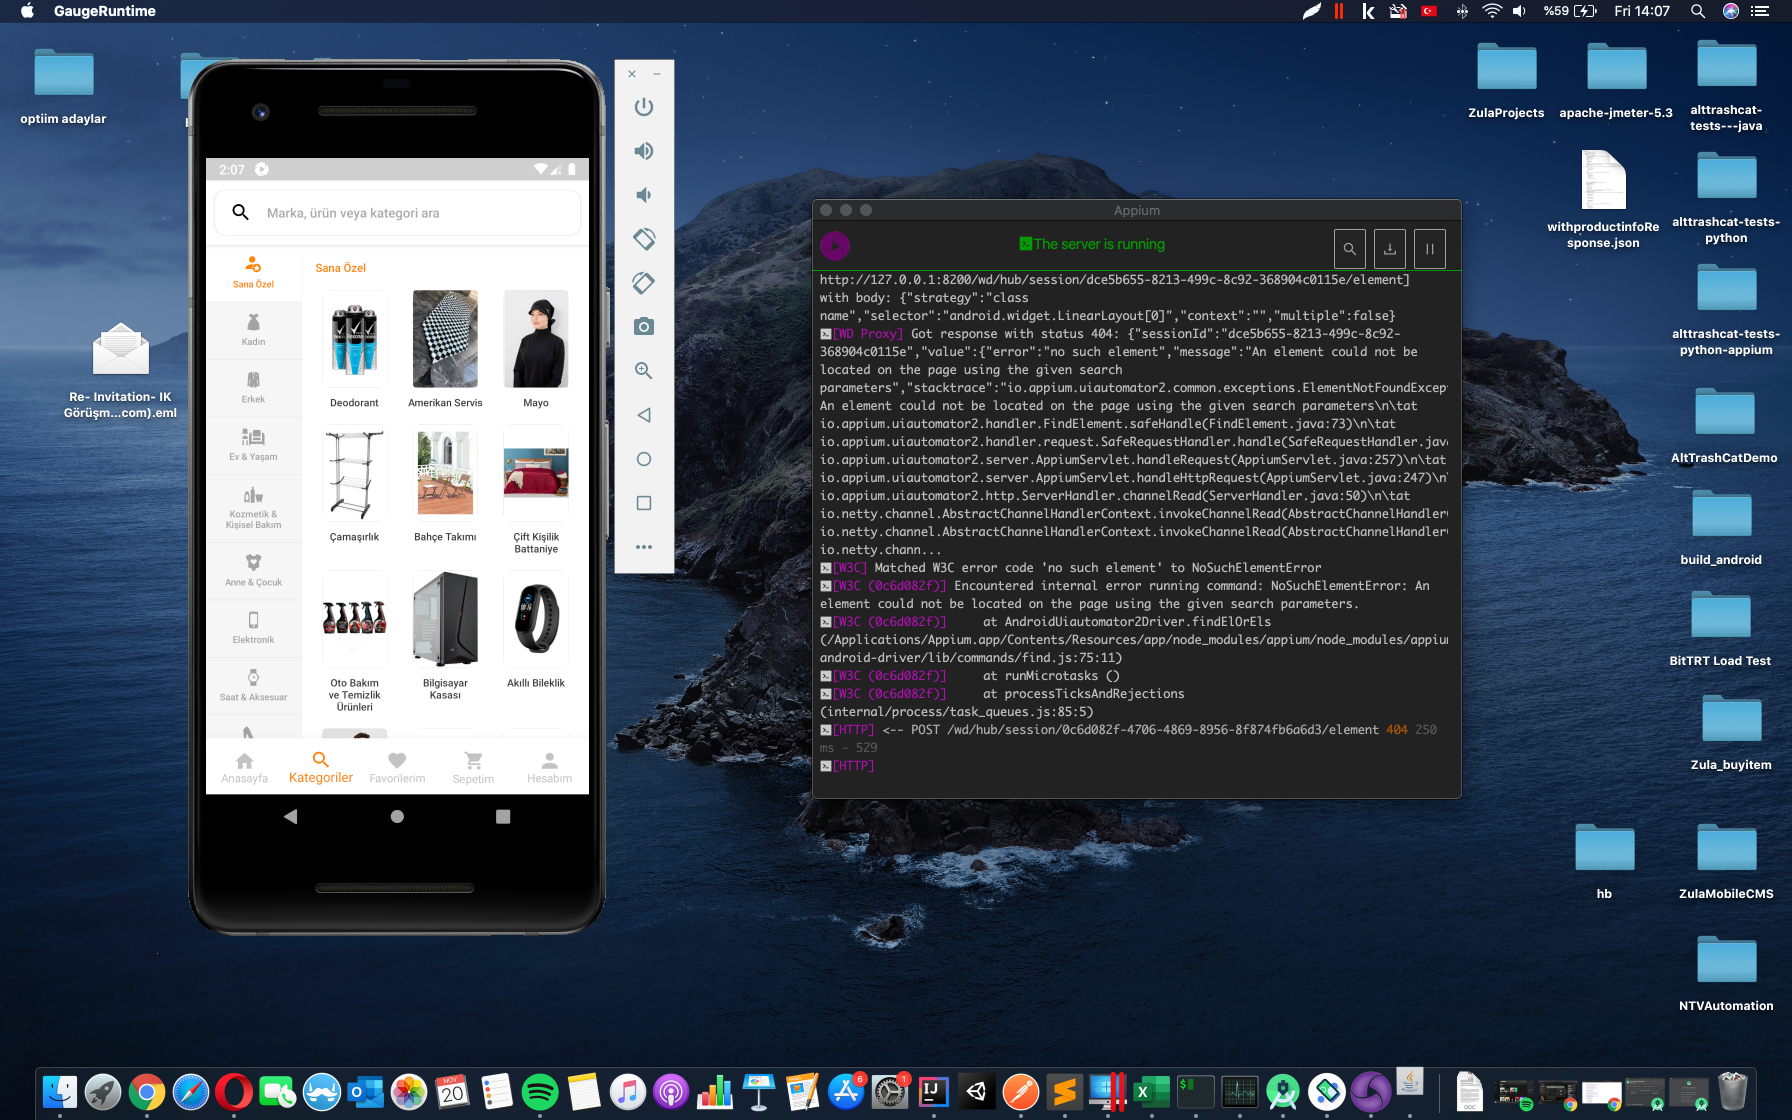 GaugeRuntime
%59
Fri 14:07
optiim adaylar
Re- Invitation- IK
Görüşm...com).eml
2:07
Marka, ürün veya kategori ara
Sana Özel
Kadın
Erkek
Ev & Yaşam
Kozmetik &
Kişisel Bakım
Anne & Çocuk
Elektronik
Saat & Aksesuar
Sana Özel
Deodorant
Amerikan Servis
Mayo
Çamaşırlık
Bahçe Takımı
Çift Kişilik
Battaniye
Oto Bakım
ve Temizlik
Ürünleri
Bilgisayar
Kasası
Akıllı Bileklik
Anasayfa
Kategoriler
Favorilerim
Sepetim
Hesabım
Appium
The server is running
http://127.0.0.1:8200/wd/hub/session/dce5b655-8213-499c-8c92-368904c0115e/element]
with body: {"strategy":"class
name","selector":"android.widget.LinearLayout[0]","context":"","multiple":false}
[WD Proxy] Got response with status 404: {"sessionId":"dce5b655-8213-499c-8c92-
368904c0115e","value":{"error":"no such element","message":"An element could not be
located on the page using the given search
parameters","stacktrace":"io.appium.uiautomator2.common.exceptions.ElementNotFoundExcep
An element could not be located on the page using the given search parameters\n\tat
io.appium.uiautomator2.handler.FindElement.safeHandle(FindElement.java:73)\n\tat
io.appium.uiautomator2.handler.request.SafeRequestHandler.handle(SafeRequestHandler.jav
io.appium.uiautomator2.server.AppiumServlet.handleRequest(AppiumServlet.java:257)\n\tat
io.appium.uiautomator2.server.AppiumServlet.handleHttpRequest(AppiumServlet.java:247)\n\
io.appium.uiautomator2.http.ServerHandler.channelRead(ServerHandler.java:50)\n\tat
io.netty.channel.AbstractChannelHandlerContext.invokeChannelRead(AbstractChannelHandler
io.netty.channel.AbstractChannelHandlerContext.invokeChannelRead(AbstractChannelHandler
io.netty.chann...
[W3C] Matched W3C error code 'no such element' to NoSuchElementError
[W3C (0c6d082f)] Encountered internal error running command: NoSuchElementError: An
element could not be located on the page using the given search parameters.
[W3C (0c6d082f)] at AndroidUiautomator2Driver.findElOrEls
(/Applications/Appium.app/Contents/Resources/app/node_modules/appium/node_modules/appium
android-driver/lib/commands/find.js:75:11)
[W3C (0c6d082f)] at runMicrotasks ()
[W3C (0c6d082f)] at processTicksAndRejections
(internal/process/task_queues.js:85:5)
[HTTP] <-- POST /wd/hub/session/0c6d082f-4706-4869-8956-8f874fb6a6d3/element 404 250
ms - 529
[HTTP]
ZulaProjects
apache-jmeter-5.3
alttrashcat-
tests---java
withproductinfoRe
sponse.json
alttrashcat-tests-
python
alttrashcat-tests-
python-appium
AltTrashCatDemo
build_android
BitTRT Load Test
Zula_buyitem
hb
ZulaMobileCMS
NTVAutomation
NOV
20
6
1
IJ
X
$
DOC